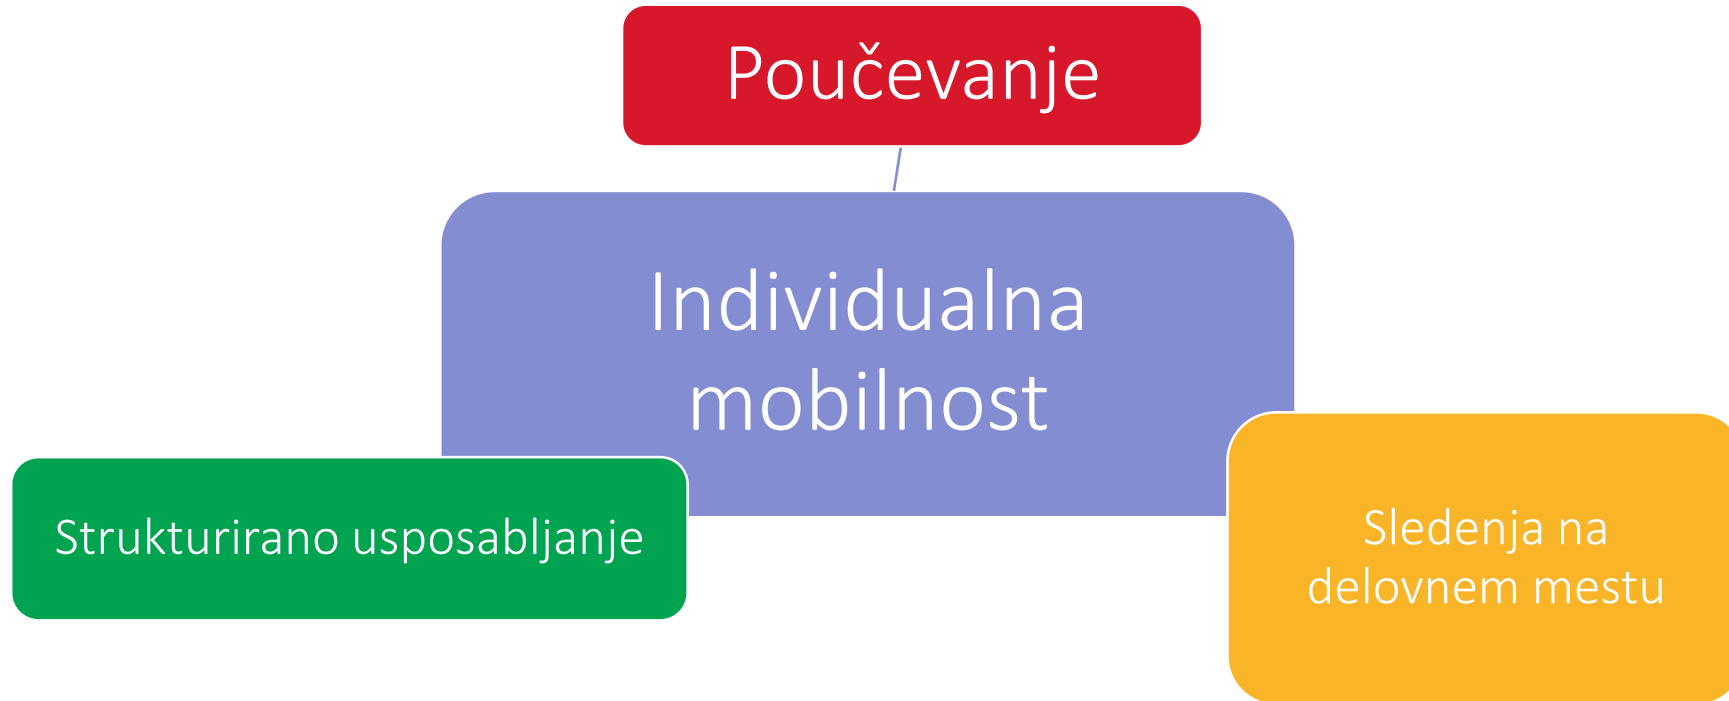 Poučevanje
Individualna
mobilnost
Strukturirano usposabljanje
Sledenja na
delovnem mestu